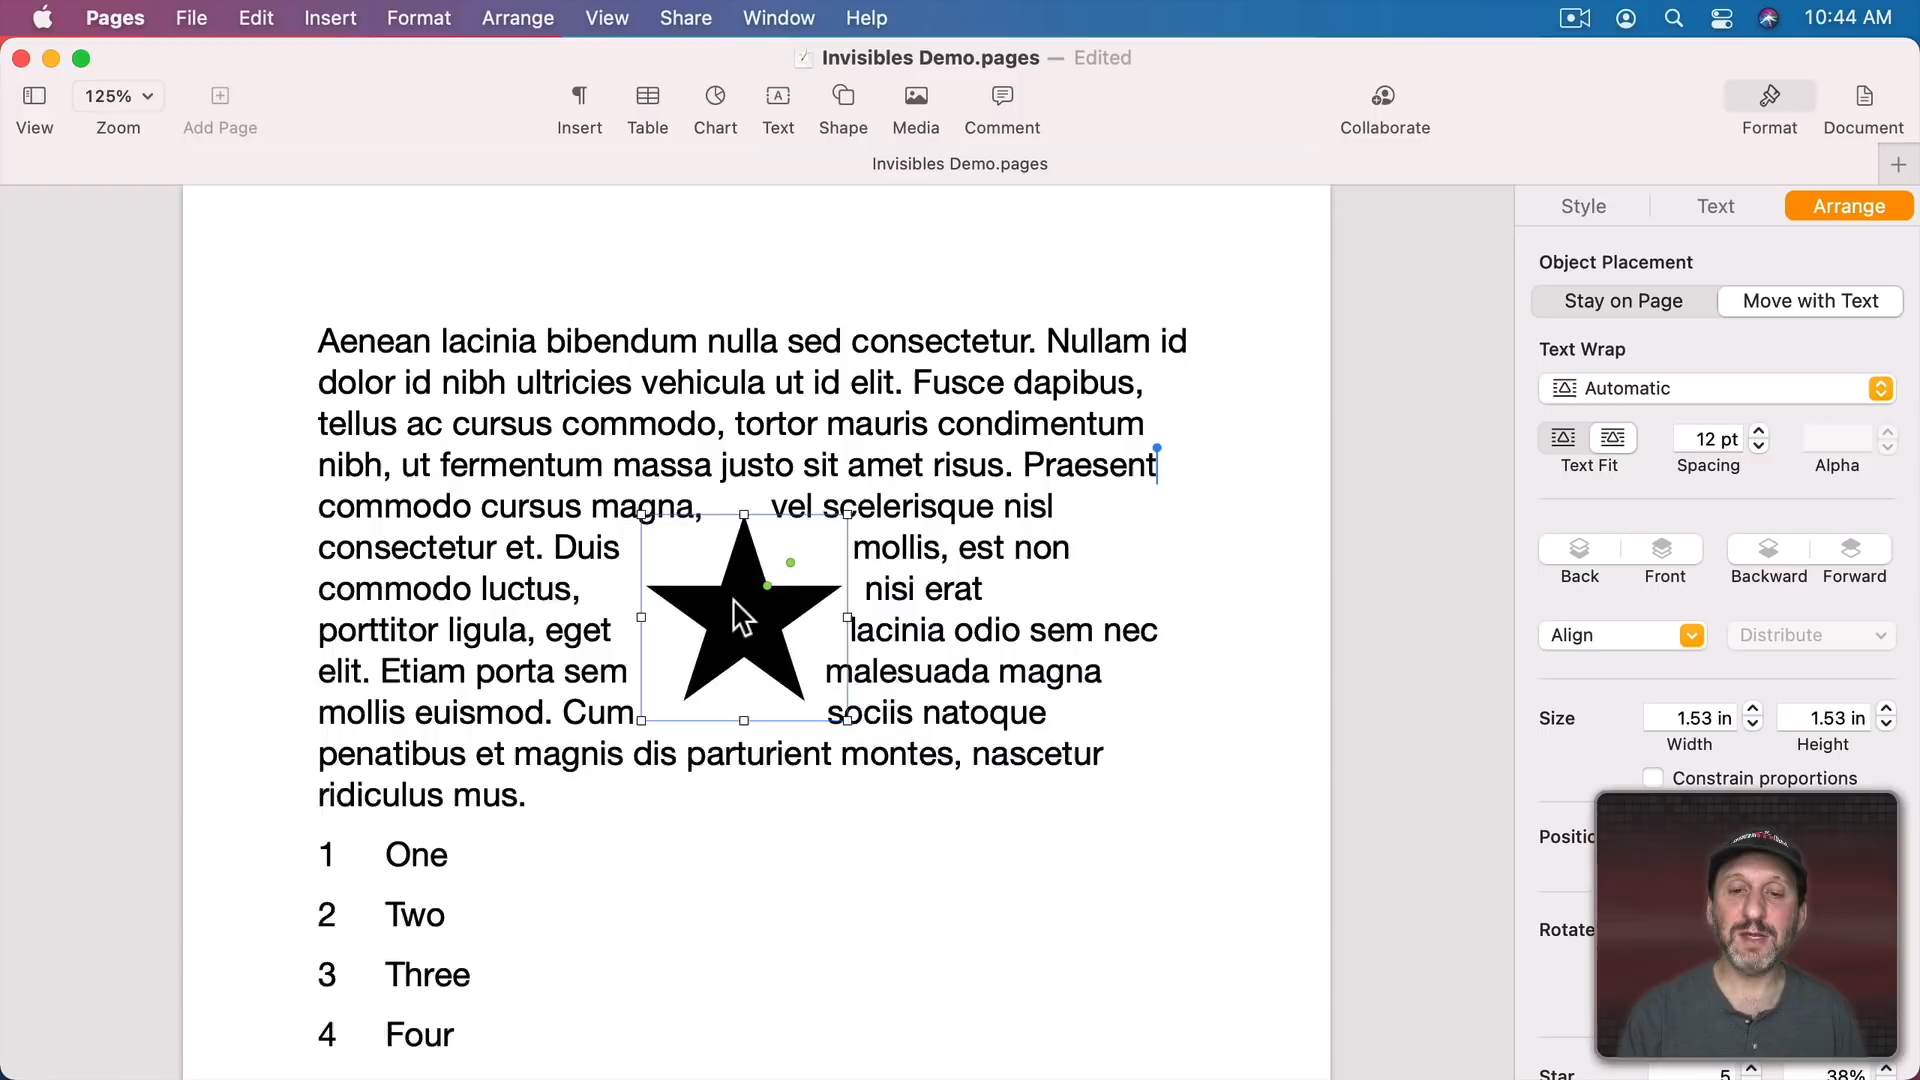 Pages File Edit Insert Format Arrange View Share Window Help 10:44 AM
Invisibles Demo.pages — Edited
125%
View Zoom Add Page Insert Table Chart Text Shape Media Comment Collaborate Format Document
Invisibles Demo.pages
Style Text Arrange
Object Placement
Stay on Page Move with Text
Text Wrap
Automatic
12 pt
Text Fit Spacing Alpha
Back Front Backward Forward
Align Distribute
Size 1.53 in 1.53 in
Width Height
Constrain proportions
Rotate
Star 5 38%
Aenean lacinia bibendum nulla sed consectetur. Nullam id
dolor id nibh ultricies vehicula ut id elit. Fusce dapibus,
tellus ac cursus commodo, tortor mauris condimentum
nibh, ut fermentum massa justo sit amet risus. Praesent
commodo cursus magna, vel scelerisque nisl
consectetur et. Duis mollis, est non
commodo luctus, nisi erat
porttitor ligula, eget lacinia odio sem nec
elit. Etiam porta sem malesuada magna
mollis euismod. Cum sociis natoque
penatibus et magnis dis parturient montes, nascetur
ridiculus mus.
1 One
2 Two
3 Three
4 Four